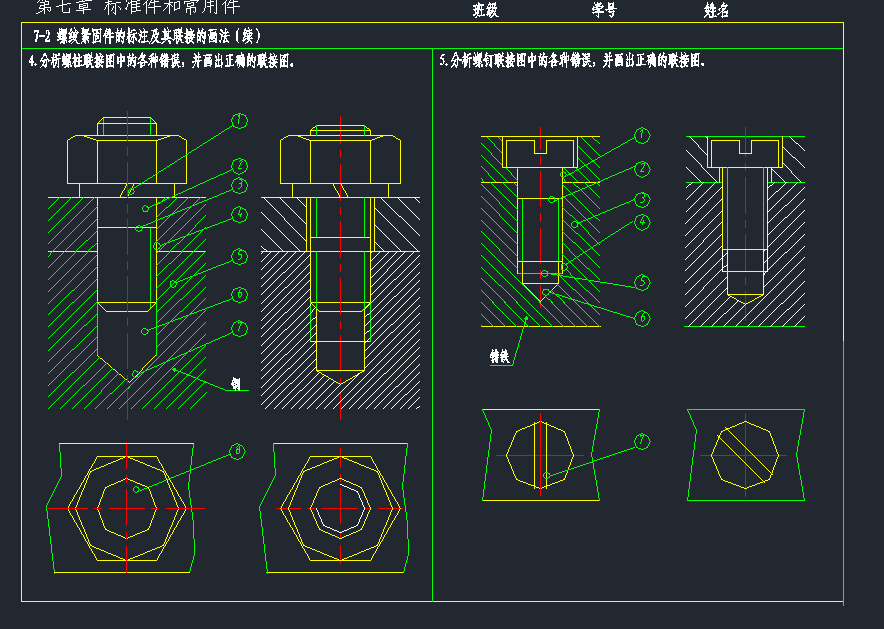 第七章 标准件和常用件
班级 学号 姓名
7-2 螺纹紧固件的标注及其联接的画法（续）
4.分析螺柱联接图中的各种错误，并画出正确的联接图。
1
2
3
4
5
6
7
钢
8
5.分析螺钉联接图中的各种错误，并画出正确的联接图。
1
2
3
4
5
6
铸铁
7